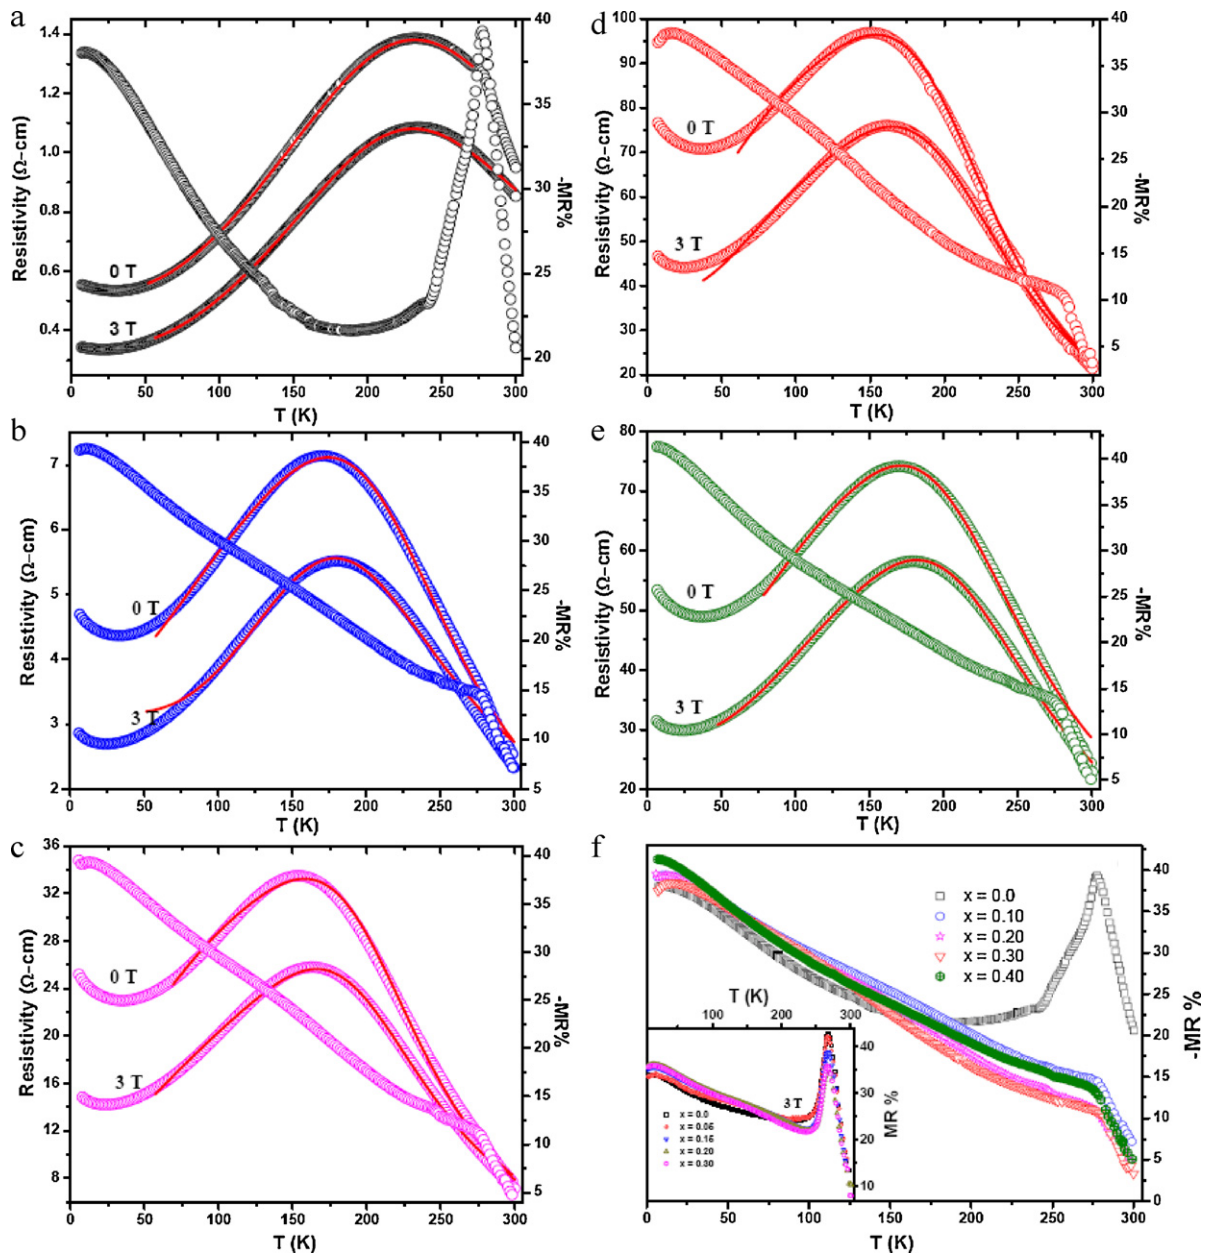 a
1.4
1.2
1.0
0.8
0.6
0.4
Resistivity (Ω–cm)
0 T
3 T
40
35
30
25
20
-MR%
0 50 100 150 200 250 300
T (K)
d
100
90
80
70
60
50
40
30
20
Resistivity (Ω–cm)
0 T
3 T
40
35
30
25
20
15
10
5
-MR%
0 50 100 150 200 250 300
T (K)
b
7
6
5
4
3
2
Resistivity (Ω–cm)
0 T
3 T
40
35
30
25
20
15
10
5
-MR%
0 50 100 150 200 250 300
T (K)
e
80
70
60
50
40
30
20
Resistivity (Ω–cm)
0 T
3 T
40
35
30
25
20
15
10
5
-MR%
0 50 100 150 200 250 300
T (K)
c
36
32
28
24
20
16
12
8
Resistivity (Ω–cm)
0 T
3 T
40
35
30
25
20
15
10
5
-MR%
0 50 100 150 200 250 300
T (K)
f
x = 0.0
x = 0.10
x = 0.20
x = 0.30
x = 0.40
40
35
30
25
20
15
10
5
0
-MR %
T (K)
100 200 300
40
30
20
10
MR %
3T
x = 0.0
x = 0.06
x = 0.16
x = 0.20
x = 0.30
0 50 100 150 200 250 300
T (K)